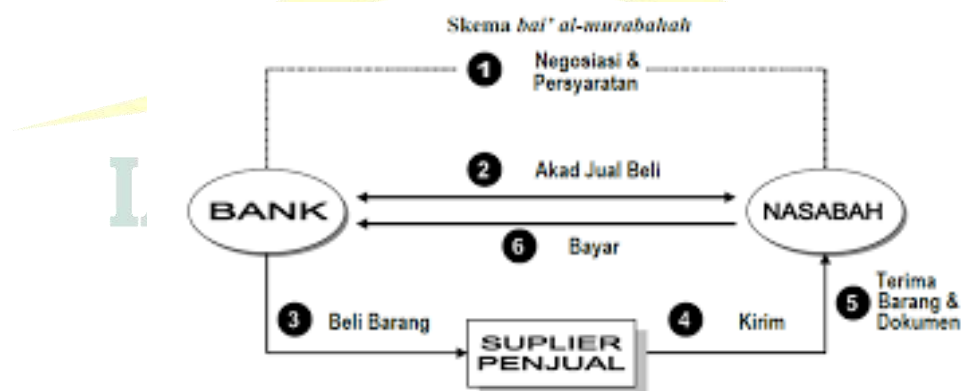 Skema bai' al-murabahah
1 Negosiasi &
Persyaratan
2 Akad Jual Beli
BANK
NASABAH
6 Bayar
5 Terima
Barang &
Dokumen
3 Beli Barang
4 Kirim
SUPLIER
PENJUAL